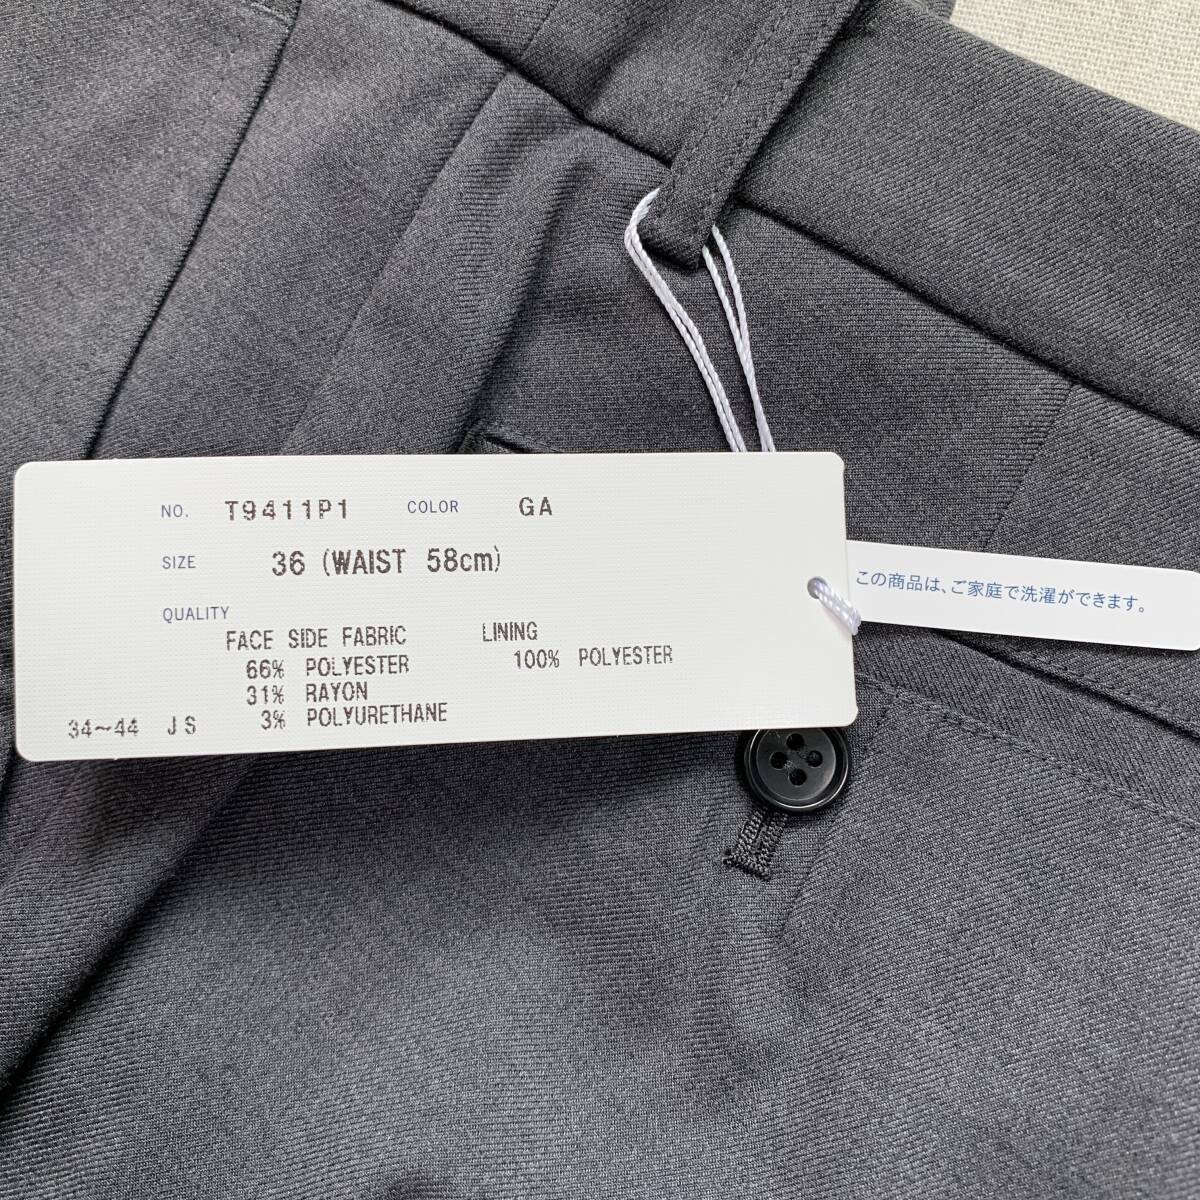 NO. T9411P1 COLOR GA
SIZE 36 (WAIST 58cm)
QUALITY
FACE SIDE FABRIC LINING
66% POLYESTER 100% POLYESTER
31% RAYON
34~44 JS 3% POLYURETHANE
この商品は、ご家庭で洗濯ができます。